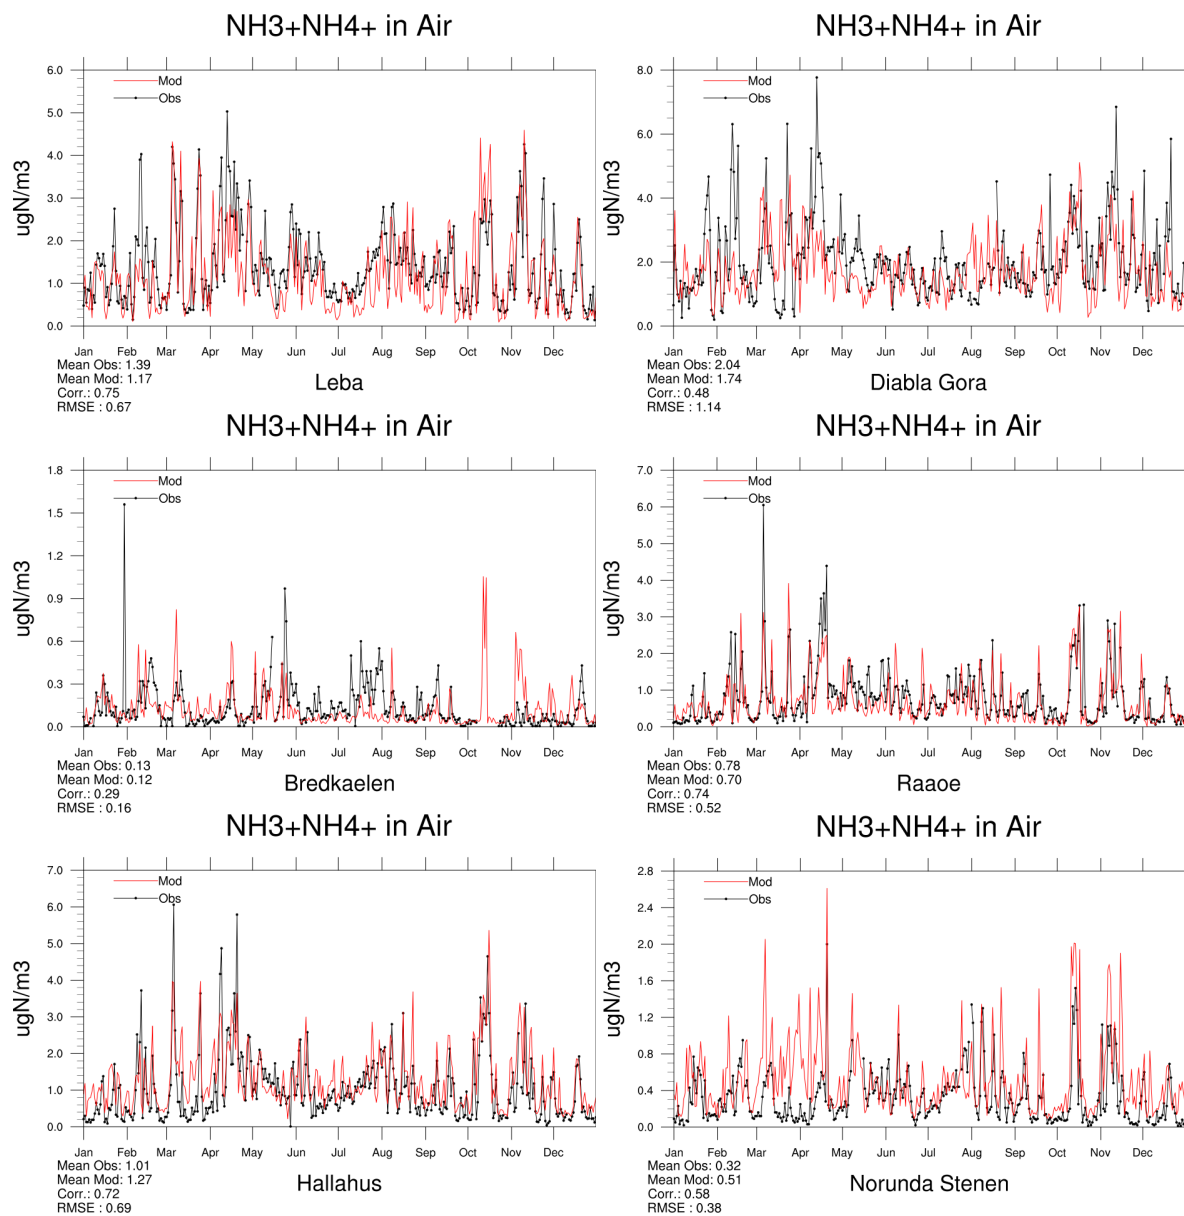 NH3+NH4+ in Air
ugN/m3
6.0
5.0
4.0
3.0
2.0
1.0
0.0
Mod
Obs
Jan Feb Mar Apr May Jun Jul Aug Sep Oct Nov Dec
Mean Obs: 1.39
Mean Mod: 1.17
Corr.: 0.75
RMSE : 0.67
Leba
NH3+NH4+ in Air
ugN/m3
8.0
6.0
4.0
2.0
0.0
Mod
Obs
Jan Feb Mar Apr May Jun Jul Aug Sep Oct Nov Dec
Mean Obs: 2.04
Mean Mod: 1.74
Corr.: 0.48
RMSE : 1.14
Diabla Gora
NH3+NH4+ in Air
ugN/m3
1.8
1.5
1.2
0.9
0.6
0.3
0.0
Mod
Obs
Jan Feb Mar Apr May Jun Jul Aug Sep Oct Nov Dec
Mean Obs: 0.13
Mean Mod: 0.12
Corr.: 0.29
RMSE : 0.16
Bredkaelen
NH3+NH4+ in Air
ugN/m3
7.0
6.0
5.0
4.0
3.0
2.0
1.0
0.0
Mod
Obs
Jan Feb Mar Apr May Jun Jul Aug Sep Oct Nov Dec
Mean Obs: 0.78
Mean Mod: 0.70
Corr.: 0.74
RMSE : 0.52
Raaoe
NH3+NH4+ in Air
ugN/m3
7.0
6.0
5.0
4.0
3.0
2.0
1.0
0.0
Mod
Obs
Jan Feb Mar Apr May Jun Jul Aug Sep Oct Nov Dec
Mean Obs: 1.01
Mean Mod: 1.27
Corr.: 0.72
RMSE : 0.69
Hallahus
NH3+NH4+ in Air
ugN/m3
2.8
2.4
2.0
1.6
1.2
0.8
0.4
0.0
Mod
Obs
Jan Feb Mar Apr May Jun Jul Aug Sep Oct Nov Dec
Mean Obs: 0.32
Mean Mod: 0.51
Corr.: 0.58
RMSE : 0.38
Norunda Stenen